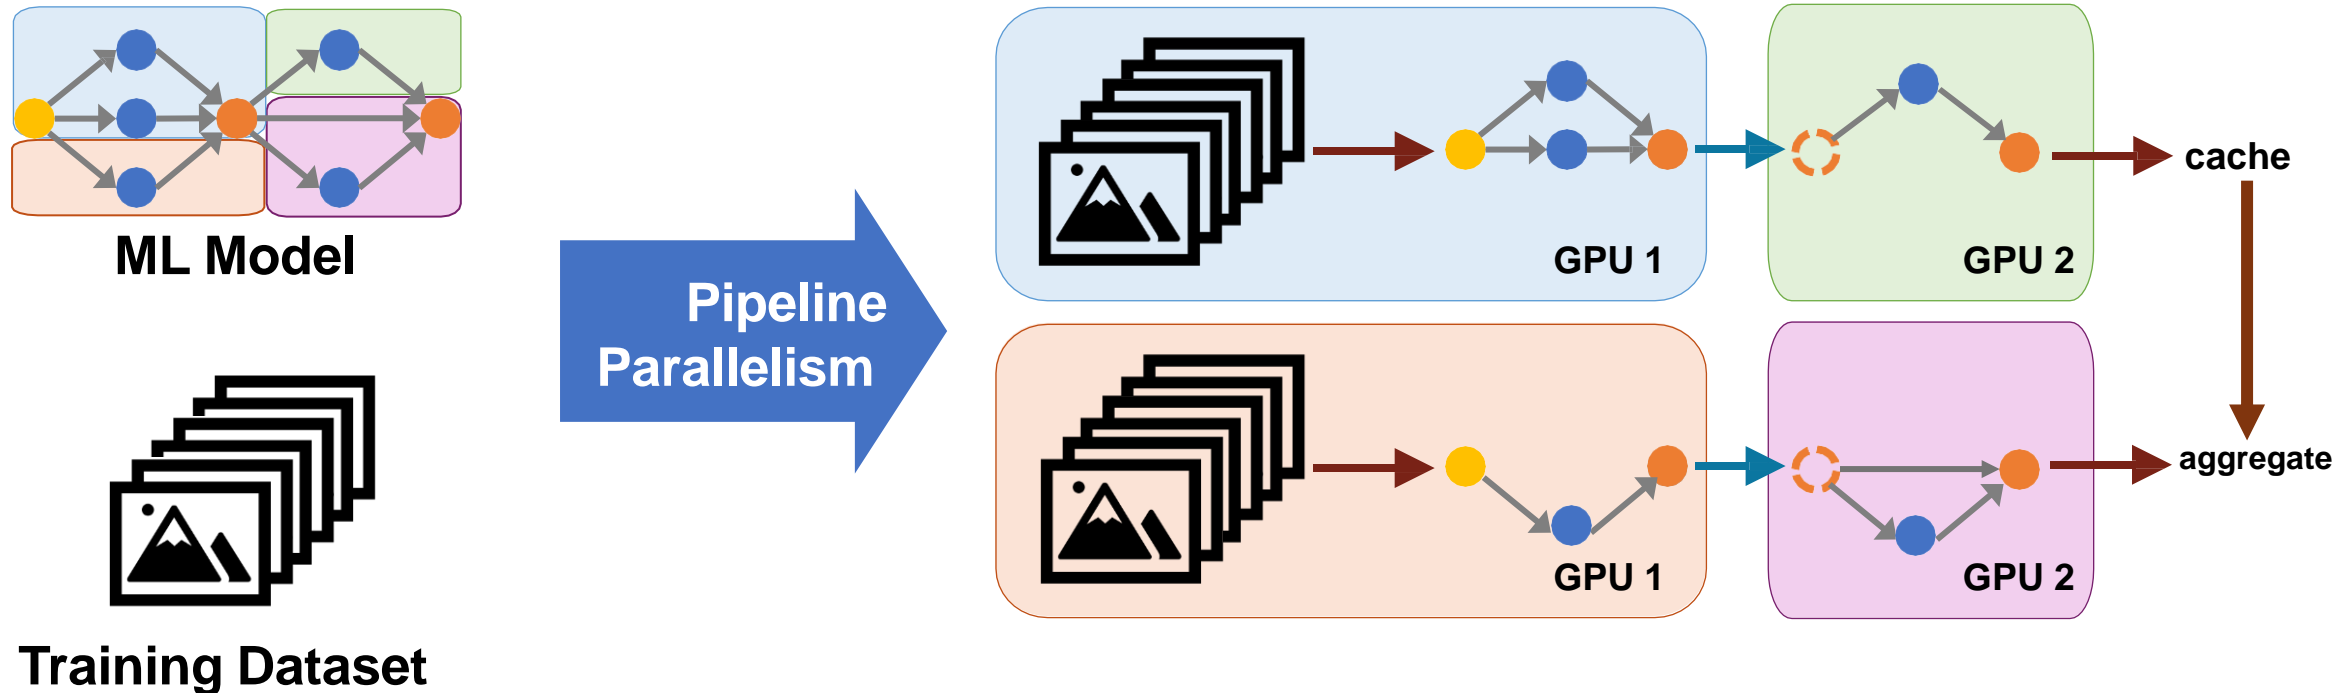 ML Model
Training Dataset
Pipeline
Parallelism
GPU 1
GPU 2
cache
GPU 1
GPU 2
aggregate